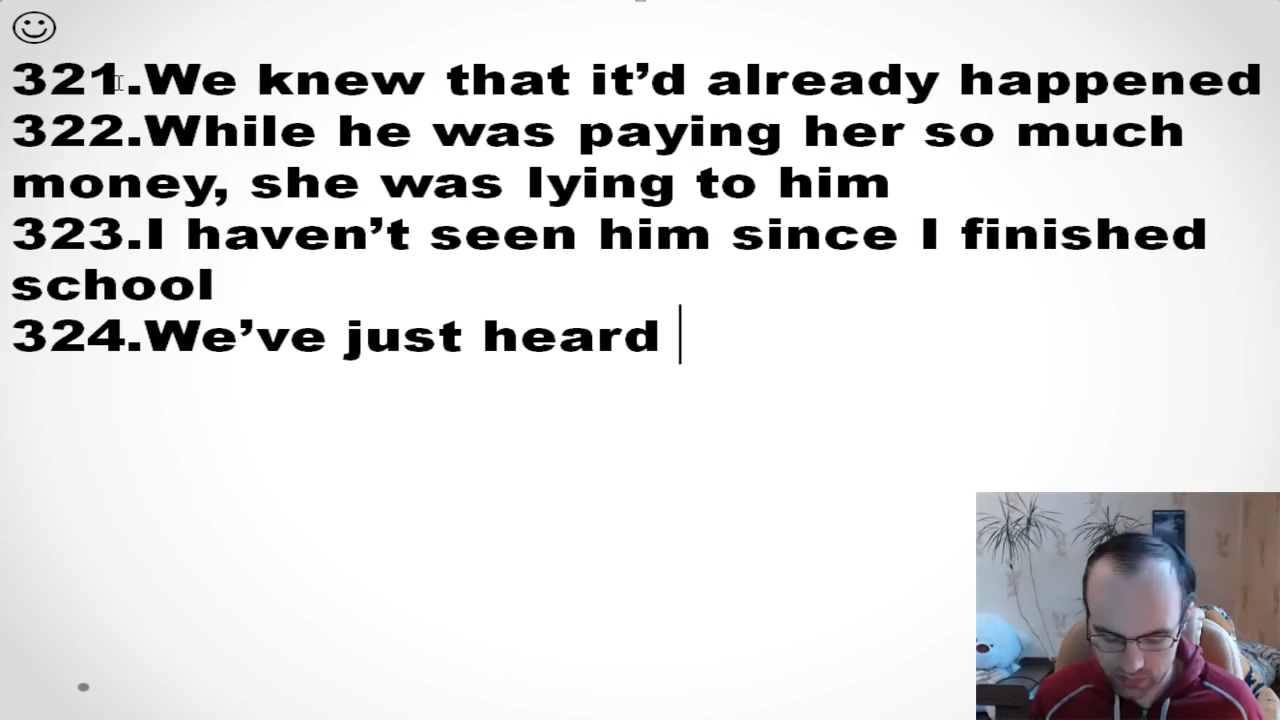 321.We knew that it’d already happened
322.While he was paying her so much
money, she was lying to him
323.I haven’t seen him since I finished
school
324.We’ve just heard